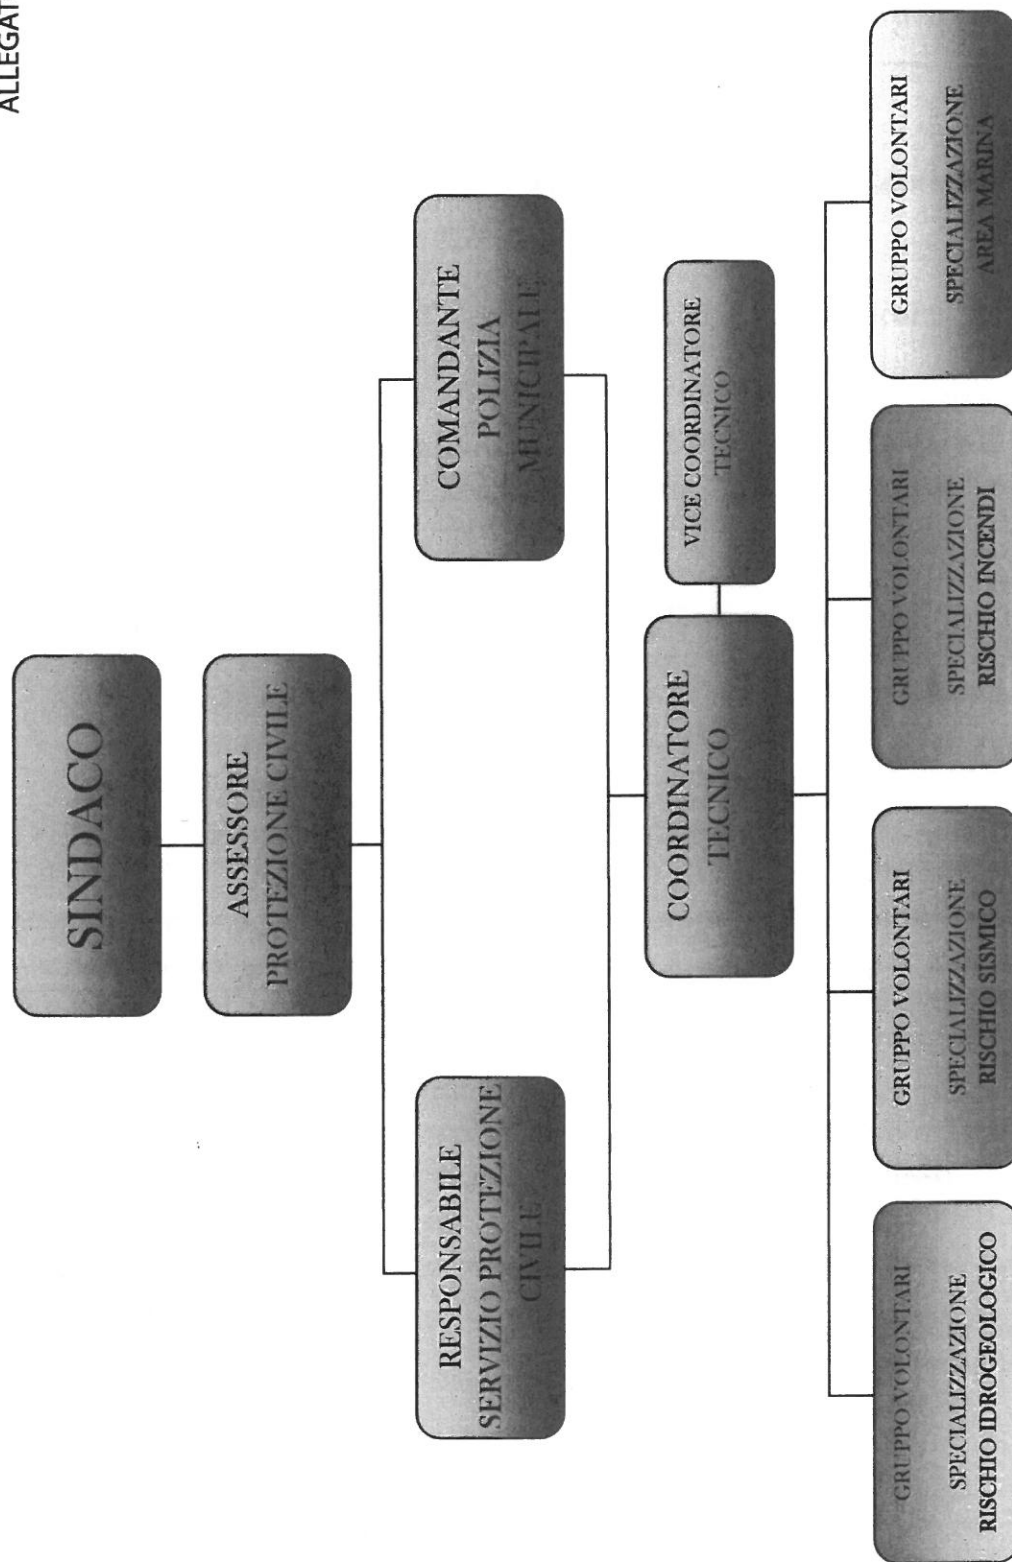 ALLEGAT
SINDACO
ASSESSORE
PROTEZIONE CIVILE
RESPONSABILE
SERVIZIO PROTEZIONE
CIVILE
COMANDANTE
POLIZIA
MUNICIPALE
COORDINATORE
TECNICO
VICE COORDINATORE
TECNICO
GRUPPO VOLONTARI
SPECIALIZZAZIONE
RISCHIO IDROGEOLOGICO
GRUPPO VOLONTARI
SPECIALIZZAZIONE
RISCHIO SISMICO
GRUPPO VOLONTARI
SPECIALIZZAZIONE
RISCHIO INCENDI
GRUPPO VOLONTARI
SPECIALIZZAZIONE
AREA MARINA